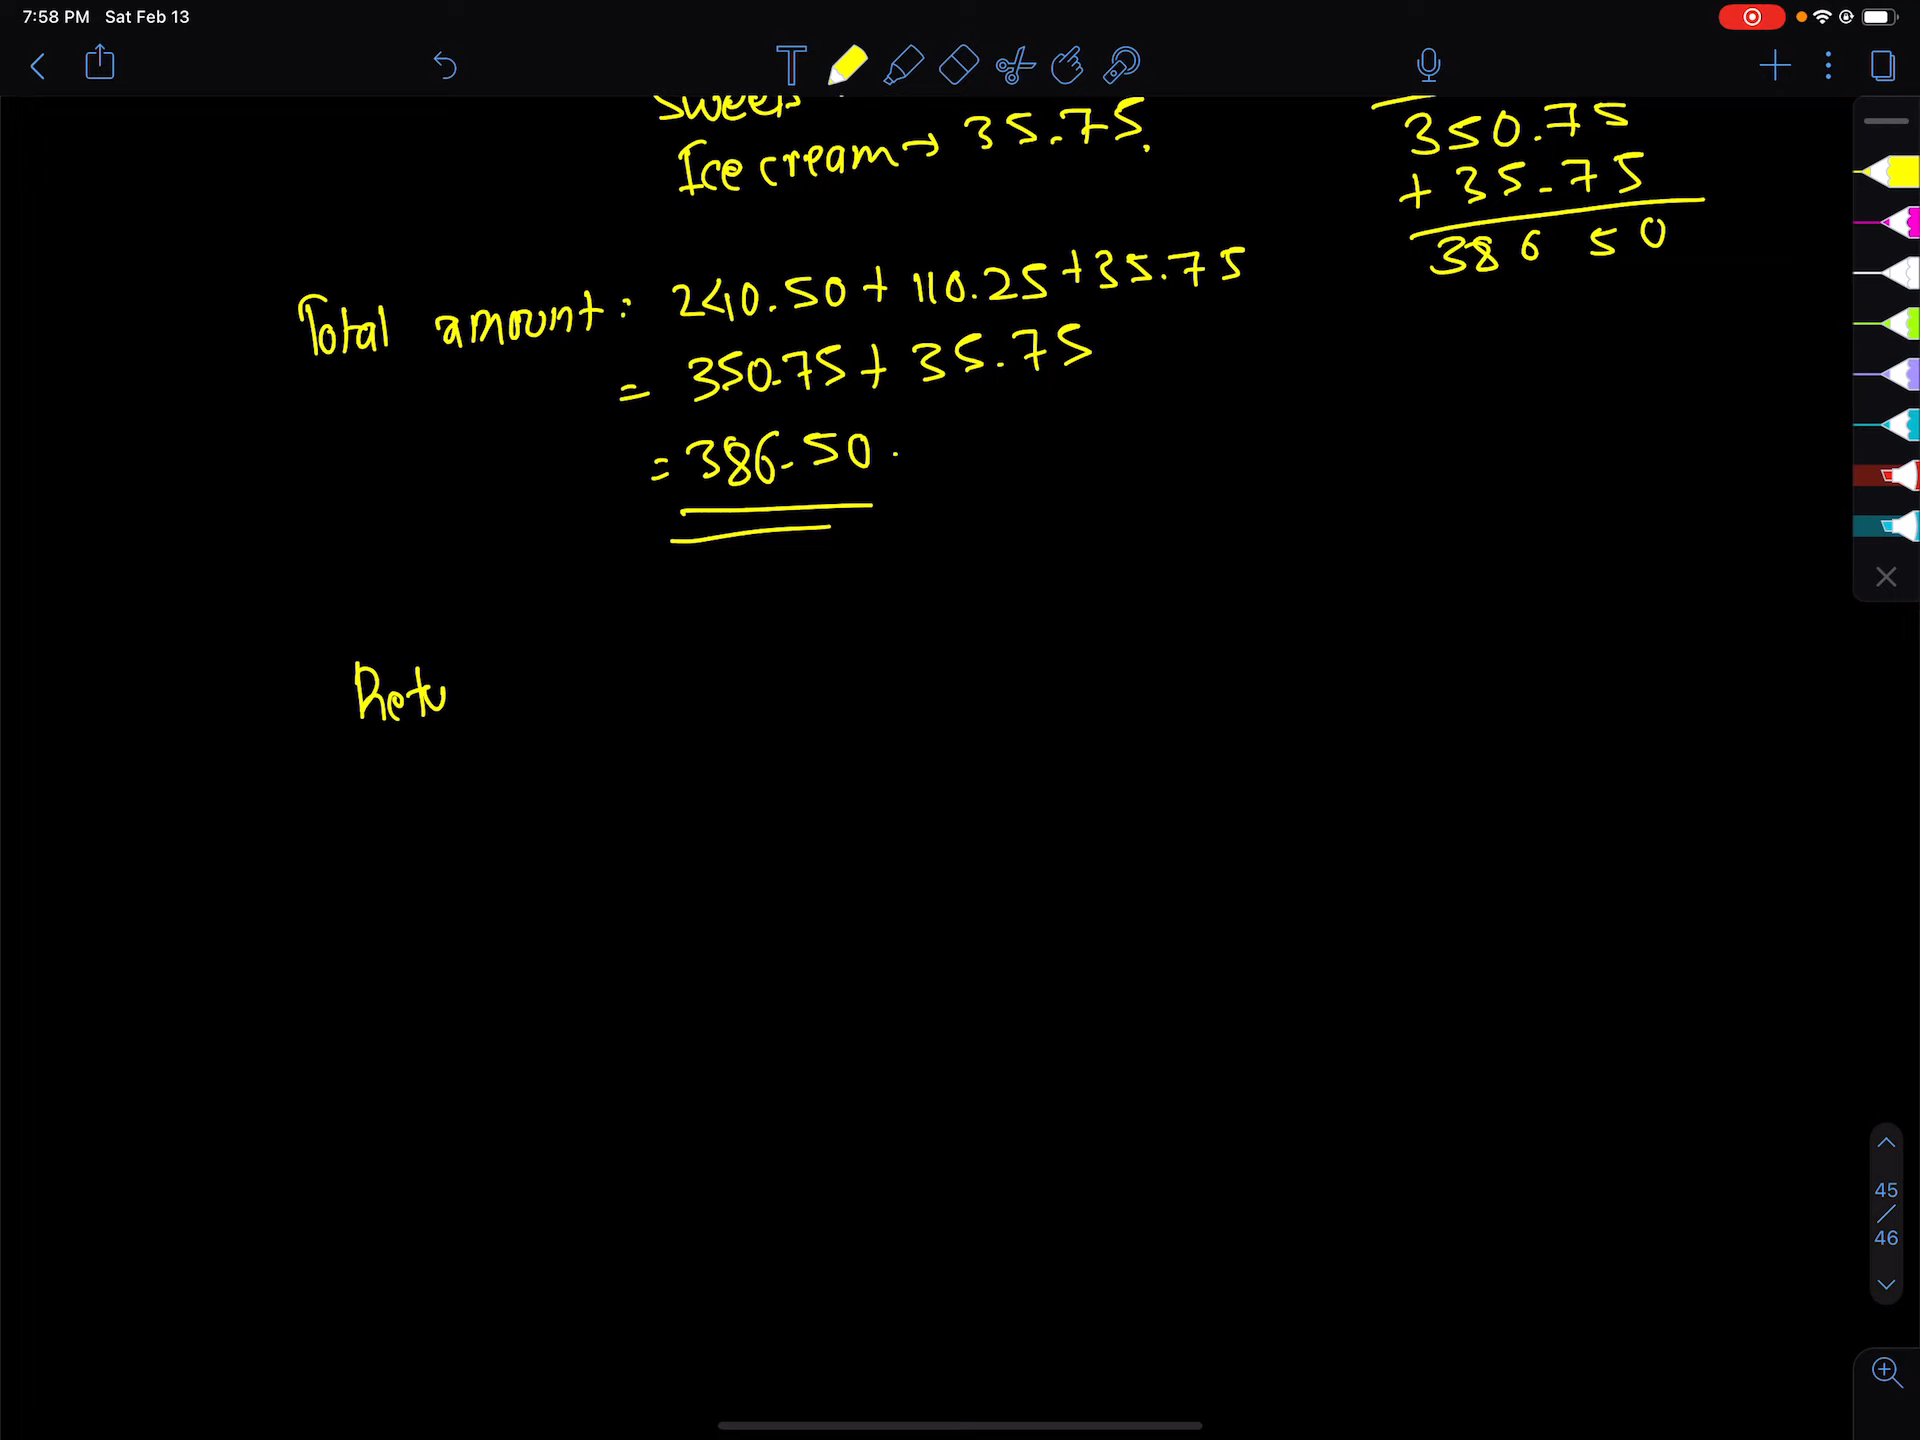 7:58 PM Sat Feb 13
Sweets
Ice cream → 35.75.
350.75
+ 35.75
386 50
Total amount: 240.50 + 110.25 + 35.75
= 350.75 + 35.75
= 386.50.
Retu
45
/
46